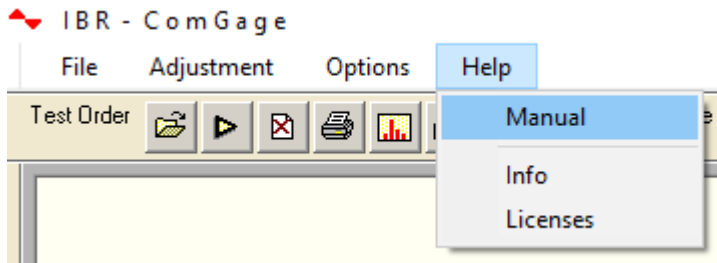 IBR - ComGage
File Adjustment Options Help
Test Order
Manual
Info
Licenses